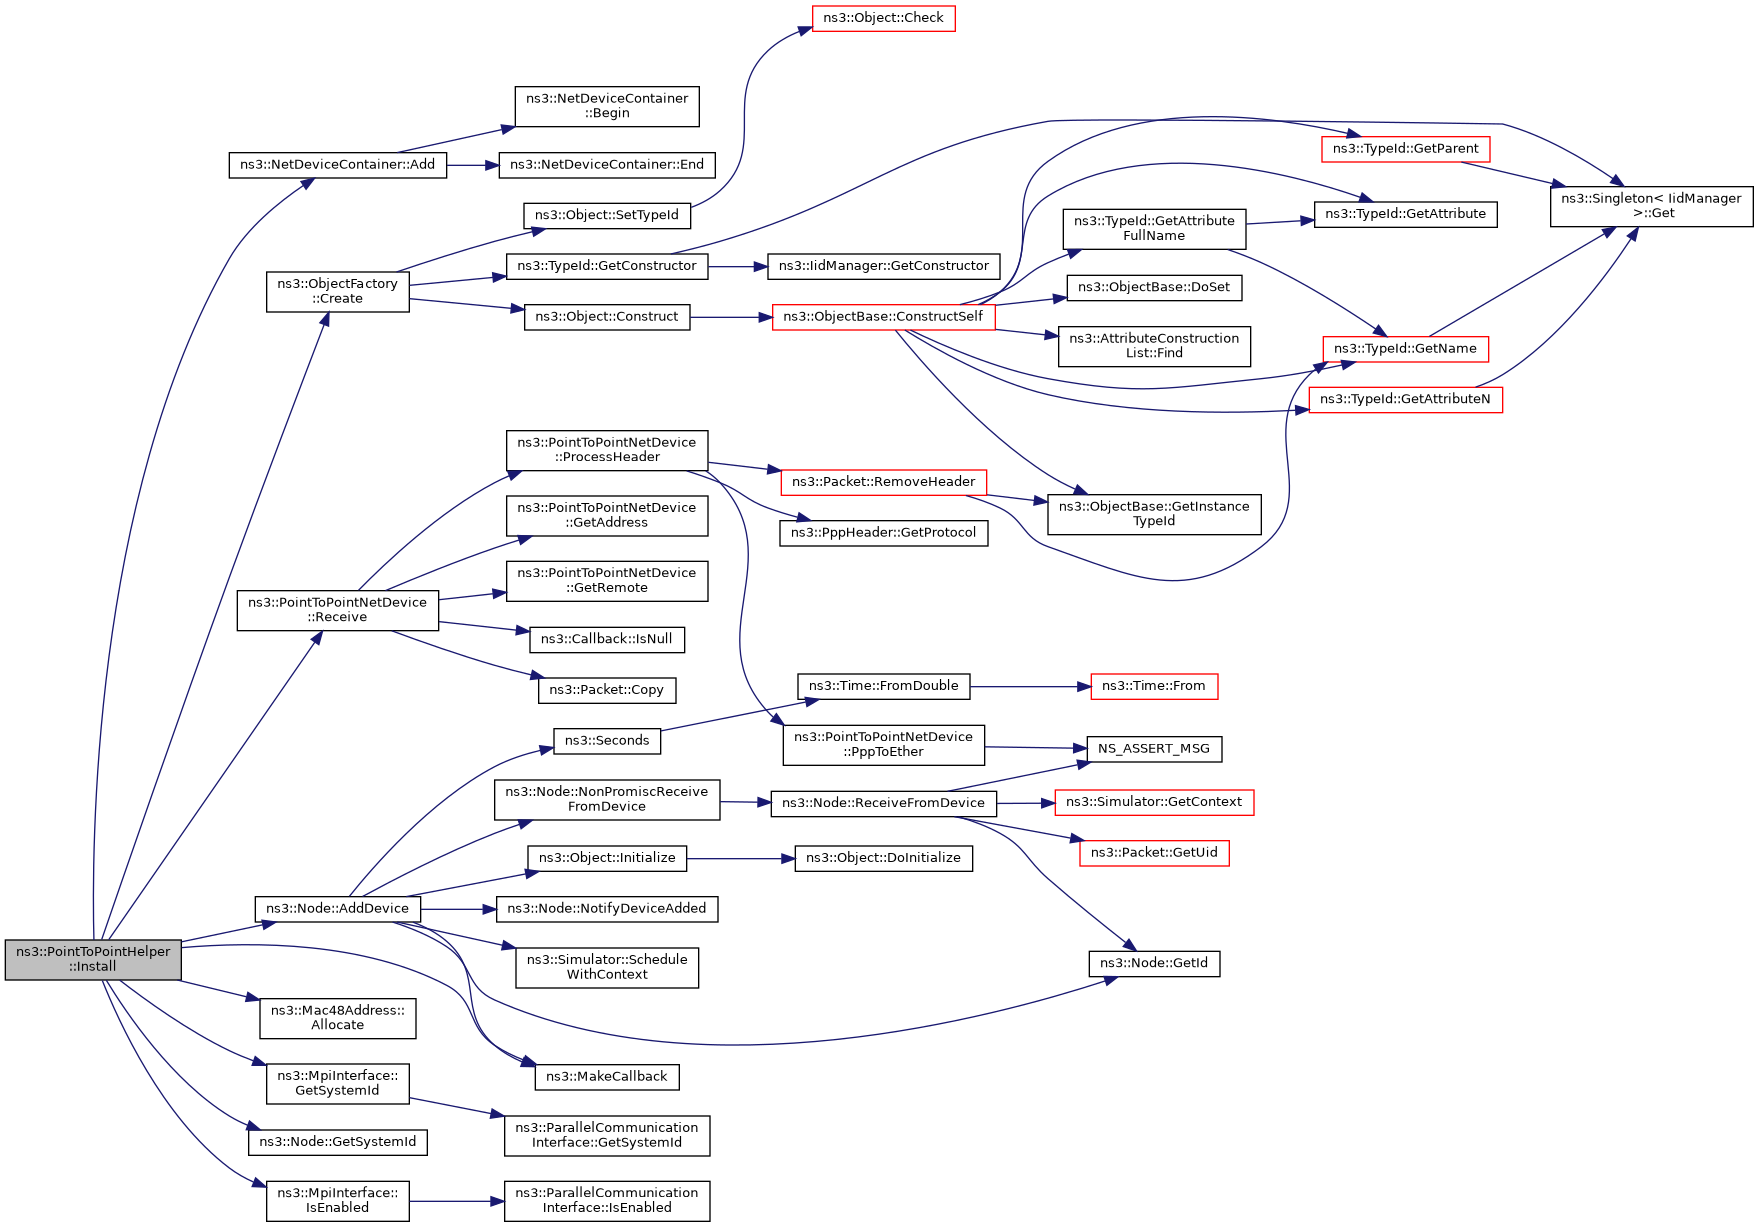 ns3::Object::Check
ns3::NetDeviceContainer
::Begin
ns3::NetDeviceContainer::Add
ns3::NetDeviceContainer::End
ns3::TypeId::GetParent
ns3::Singleton< IidManager
>::Get
ns3::Object::SetTypeId
ns3::TypeId::GetAttribute
FullName
ns3::TypeId::GetAttribute
ns3::ObjectFactory
::Create
ns3::TypeId::GetConstructor
ns3::IidManager::GetConstructor
ns3::ObjectBase::DoSet
ns3::Object::Construct
ns3::ObjectBase::ConstructSelf
ns3::AttributeConstruction
List::Find
ns3::TypeId::GetName
ns3::TypeId::GetAttributeN
ns3::PointToPointNetDevice
::ProcessHeader
ns3::Packet::RemoveHeader
ns3::ObjectBase::GetInstance
TypeId
ns3::PointToPointNetDevice
::GetAddress
ns3::PppHeader::GetProtocol
ns3::PointToPointNetDevice
::GetRemote
ns3::PointToPointNetDevice
::Receive
ns3::Callback::IsNull
ns3::Packet::Copy
ns3::Time::FromDouble
ns3::Time::From
ns3::Seconds
ns3::PointToPointNetDevice
::PppToEther
NS_ASSERT_MSG
ns3::Node::NonPromiscReceive
FromDevice
ns3::Node::ReceiveFromDevice
ns3::Simulator::GetContext
ns3::Packet::GetUid
ns3::Object::Initialize
ns3::Object::DoInitialize
ns3::Node::AddDevice
ns3::Node::NotifyDeviceAdded
ns3::PointToPointHelper
::Install
ns3::Simulator::Schedule
WithContext
ns3::Node::GetId
ns3::Mac48Address::
Allocate
ns3::MakeCallback
ns3::MpiInterface::
GetSystemId
ns3::ParallelCommunication
Interface::GetSystemId
ns3::Node::GetSystemId
ns3::MpiInterface::
IsEnabled
ns3::ParallelCommunication
Interface::IsEnabled